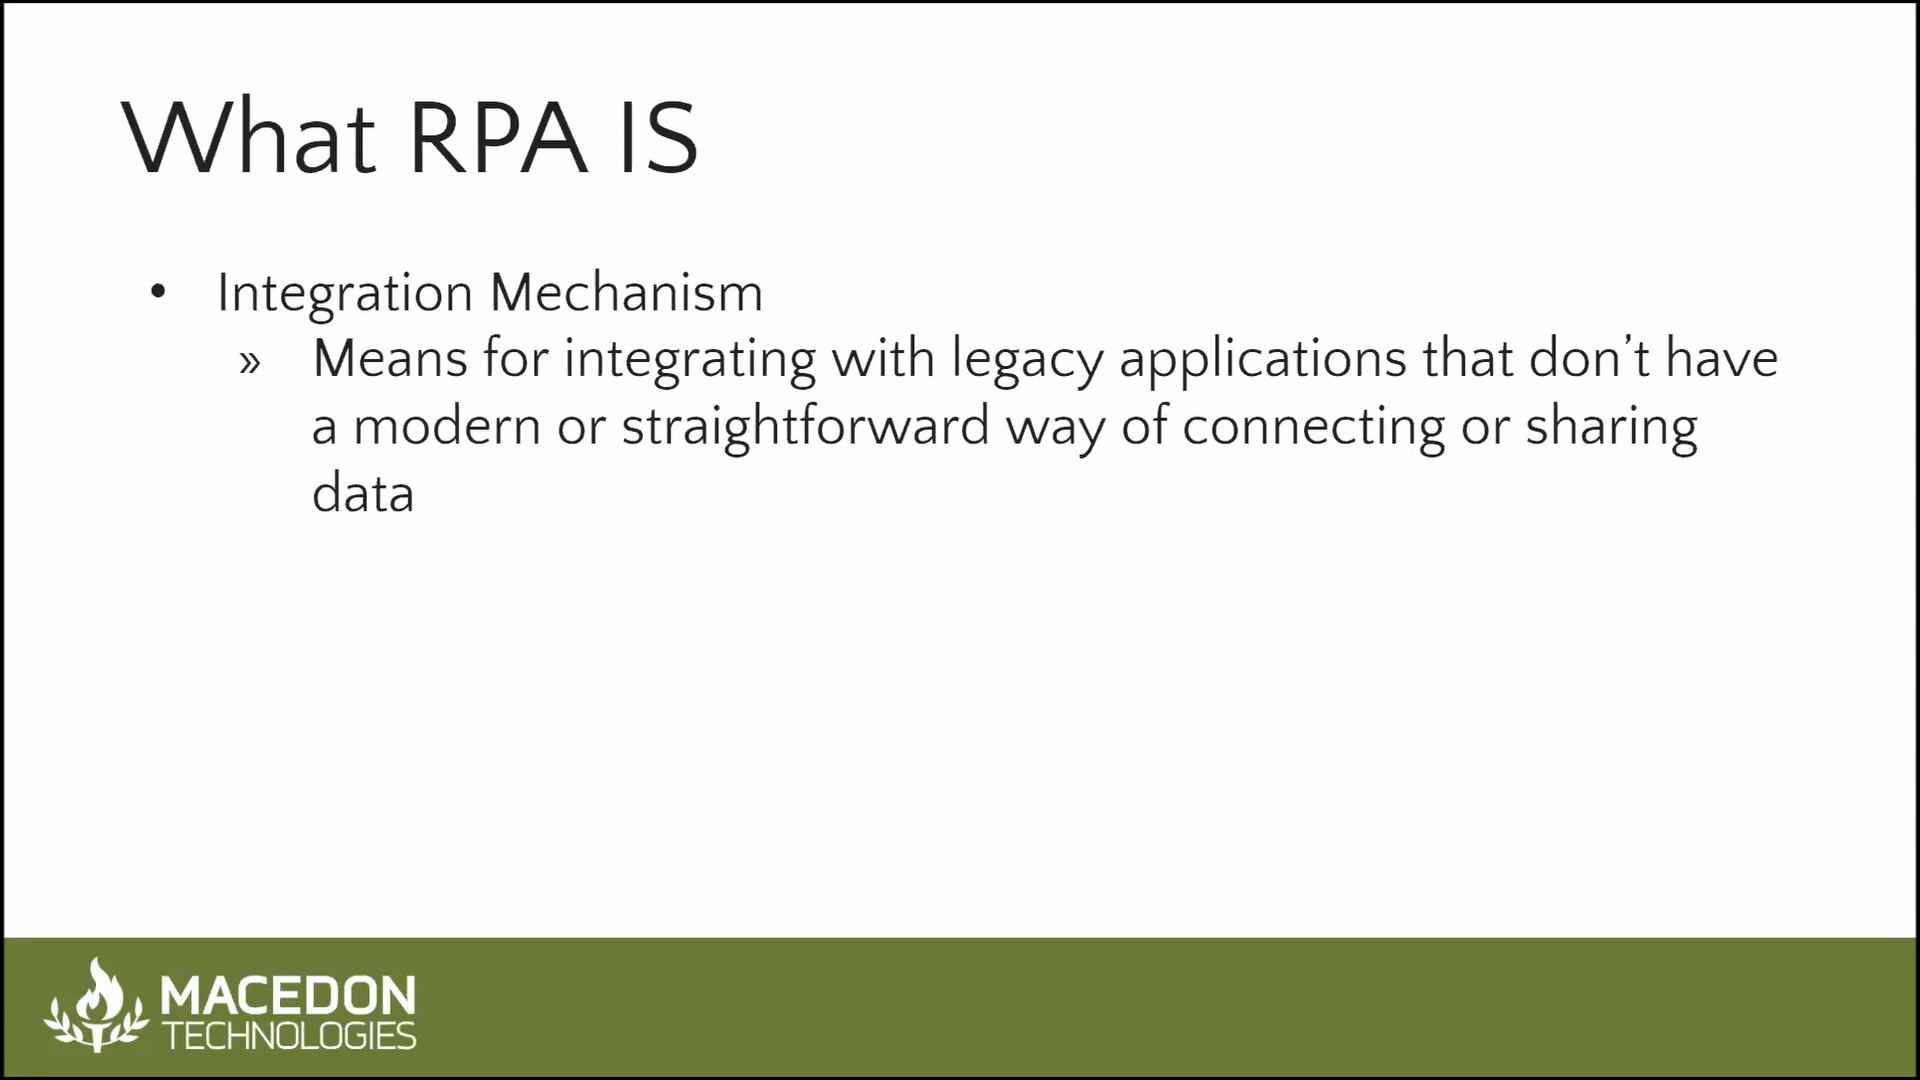 What RPA IS
• Integration Mechanism
» Means for integrating with legacy applications that don’t have
a modern or straightforward way of connecting or sharing
data
MACEDON
TECHNOLOGIES